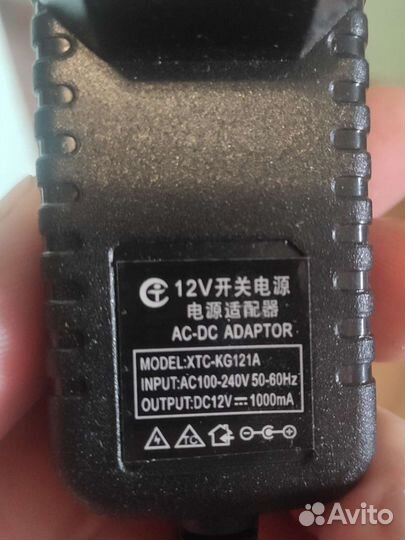 12V开关电源
电源适配器
AC-DC ADAPTOR
MODEL:XTC-KG121A
INPUT:AC100-240V 50-60Hz
OUTPUT:DC12V⎓1000mA
TC
Avito